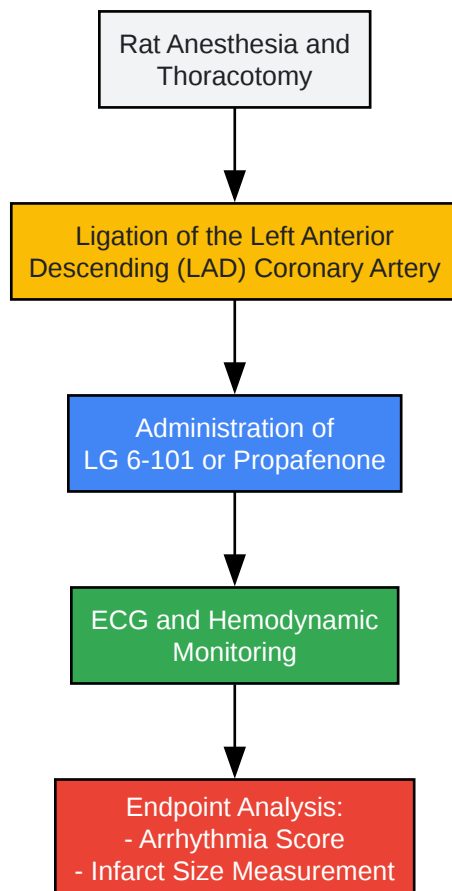 Rat Anesthesia and
Thoracotomy
Ligation of the Left Anterior
Descending (LAD) Coronary Artery
Administration of
LG 6-101 or Propafenone
ECG and Hemodynamic
Monitoring
Endpoint Analysis:
- Arrhythmia Score
- Infarct Size Measurement